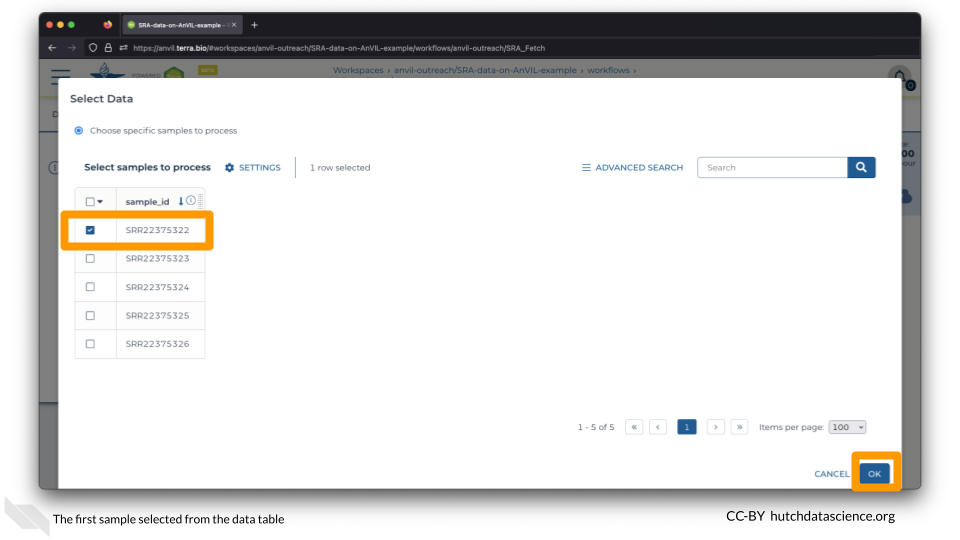 SRA-data-on-AnVIL-example –
https://anvil.terra.bio/#workspaces/anvil-outreach/SRA-data-on-AnVIL-example/workflows/anvil-outreach/SRA_Fetch
POWERED
BETA
Workspaces › anvil-outreach/SRA-data-on-AnVIL-example › workflows ›
0
Select Data
Choose specific samples to process
Select samples to process SETTINGS 1 row selected ADVANCED SEARCH Search
sample_id
SRR22375322
SRR22375323
SRR22375324
SRR22375325
SRR22375326
1 - 5 of 5 « ‹ 1 › » Items per page: 100
CANCEL OK
The first sample selected from the data table
CC-BY hutchdatascience.org